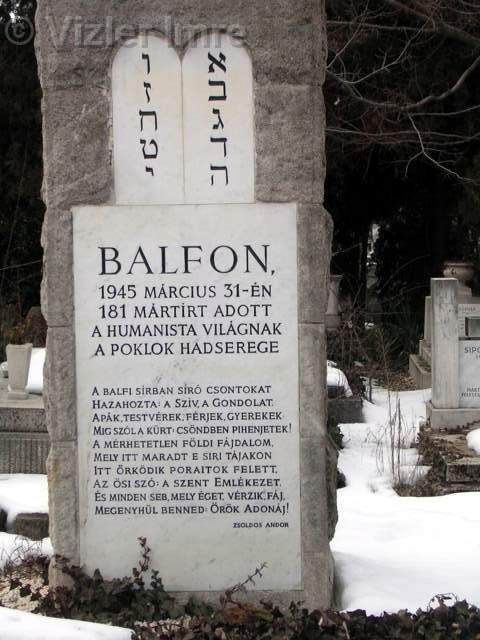 © Vizler Imre
א ו
ב ז
ג ח
ד ט
ה י
BALFON,
1945 MÁRCIUS 31-ÉN
181 MÁRTÍRT ADOTT
A HUMANISTA VILÁGNAK
A POKLOK HADSEREGE
A BALFI SÍRBAN SÍRÓ CSONTOKAT
HAZAHOZTA: A SZÍV, A GONDOLAT.
APÁK, TESTVÉREK, FÉRJEK, GYEREKEK–
MIG SZÓL A KÜRT: CSÖNDBEN PIHENJETEK!
A MÉRHETETLEN FÖLDI FÁJDALOM,
MELY ITT MARADT E SIRI TÁJAKON
ITT ŐRKÖDIK PORAITOK FELETT,
AZ ŐSI SZÓ: A SZENT EMLÉKEZET.
ÉS MINDEN SEB, MELY ÉGET, VÉRZIK, FÁJ,
MEGENYHÜL BENNED: ÖRÖK ADONÁJ!
ZSOLDOS ANDOR